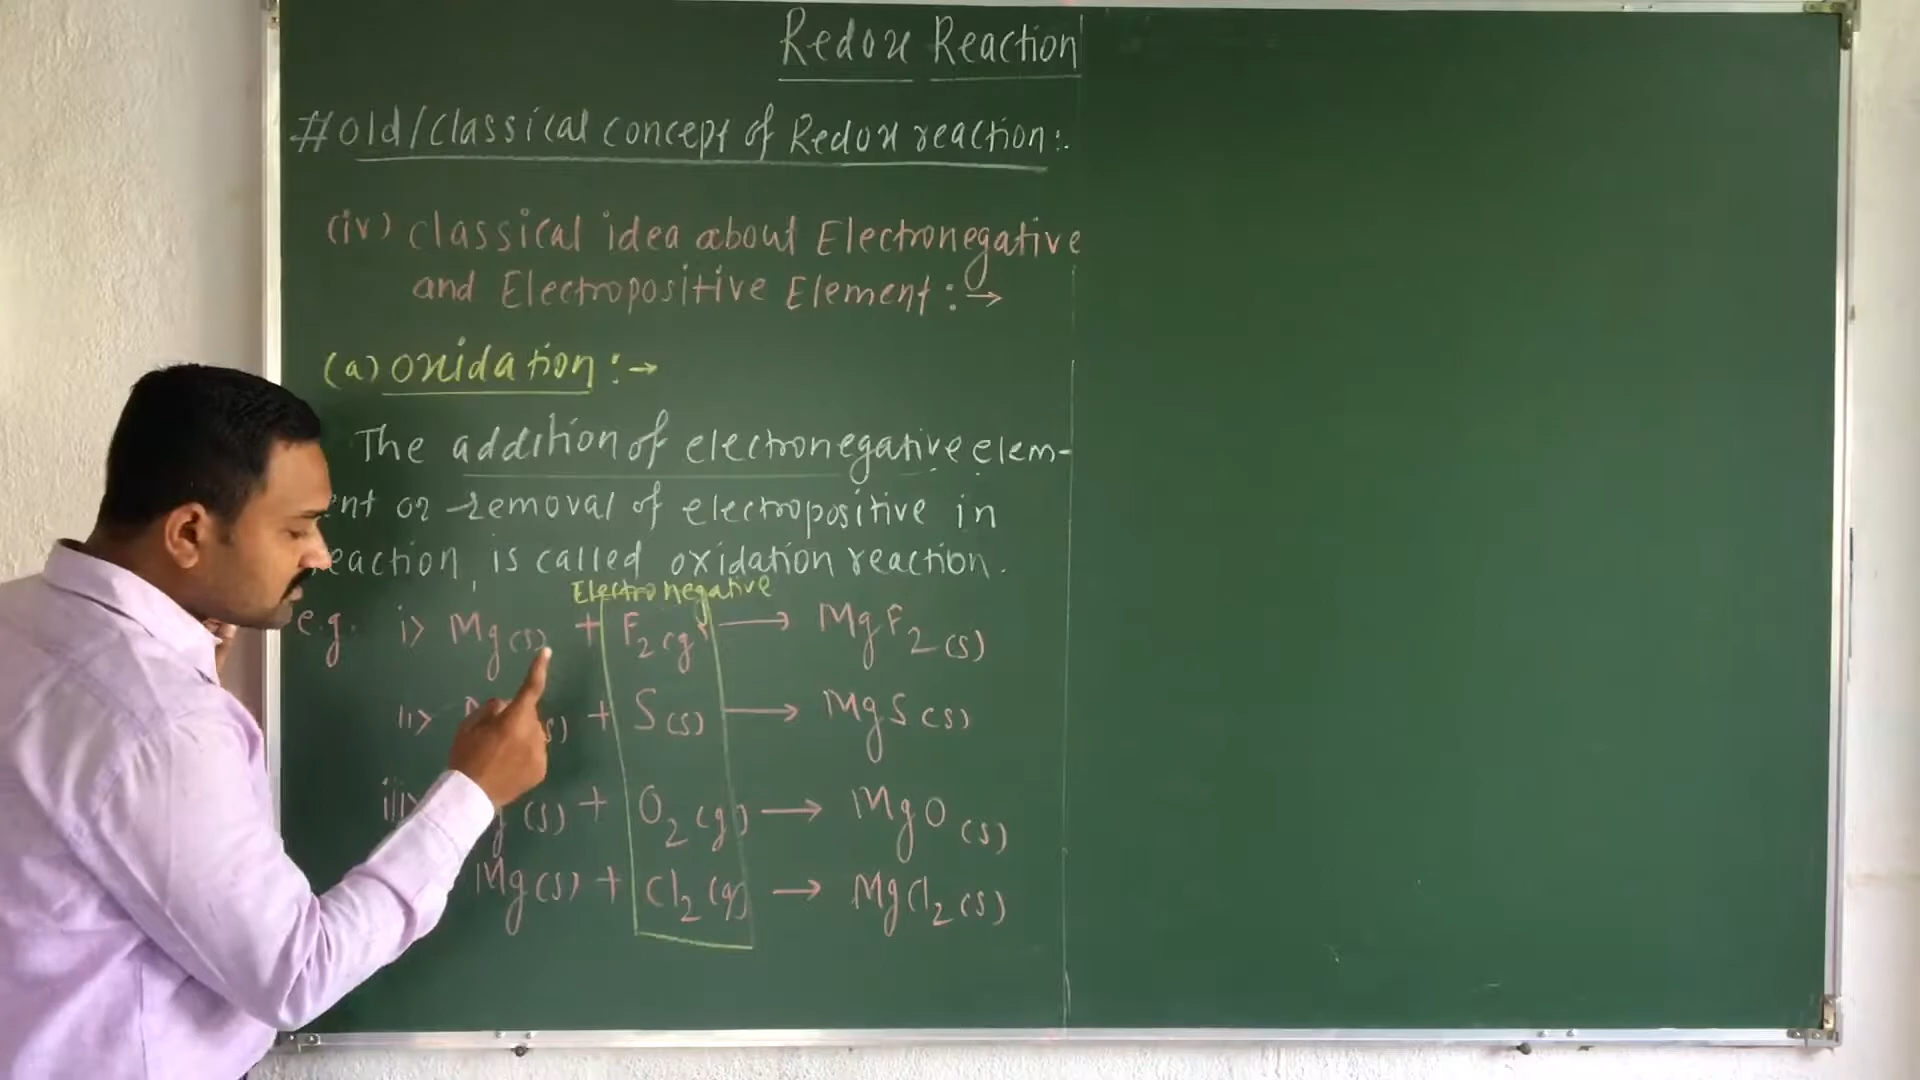 Redox Reaction
#Old/Classical concept of Redox reaction:.
(iv) Classical idea about Electronegative
and Electropositive Element :→
(a) Oxidation :→
The addition of electronegative elem-
ent or removal of electropositive in
reaction, is called oxidation reaction.
Electronegative
e.g. i> Mg(s) + F2(g) → MgF2(s)
ii> (s) + S(s) → MgS(s)
iii> g(s) + O2(g) → MgO(s)
Mg(s) + Cl2(g) → MgCl2(s)